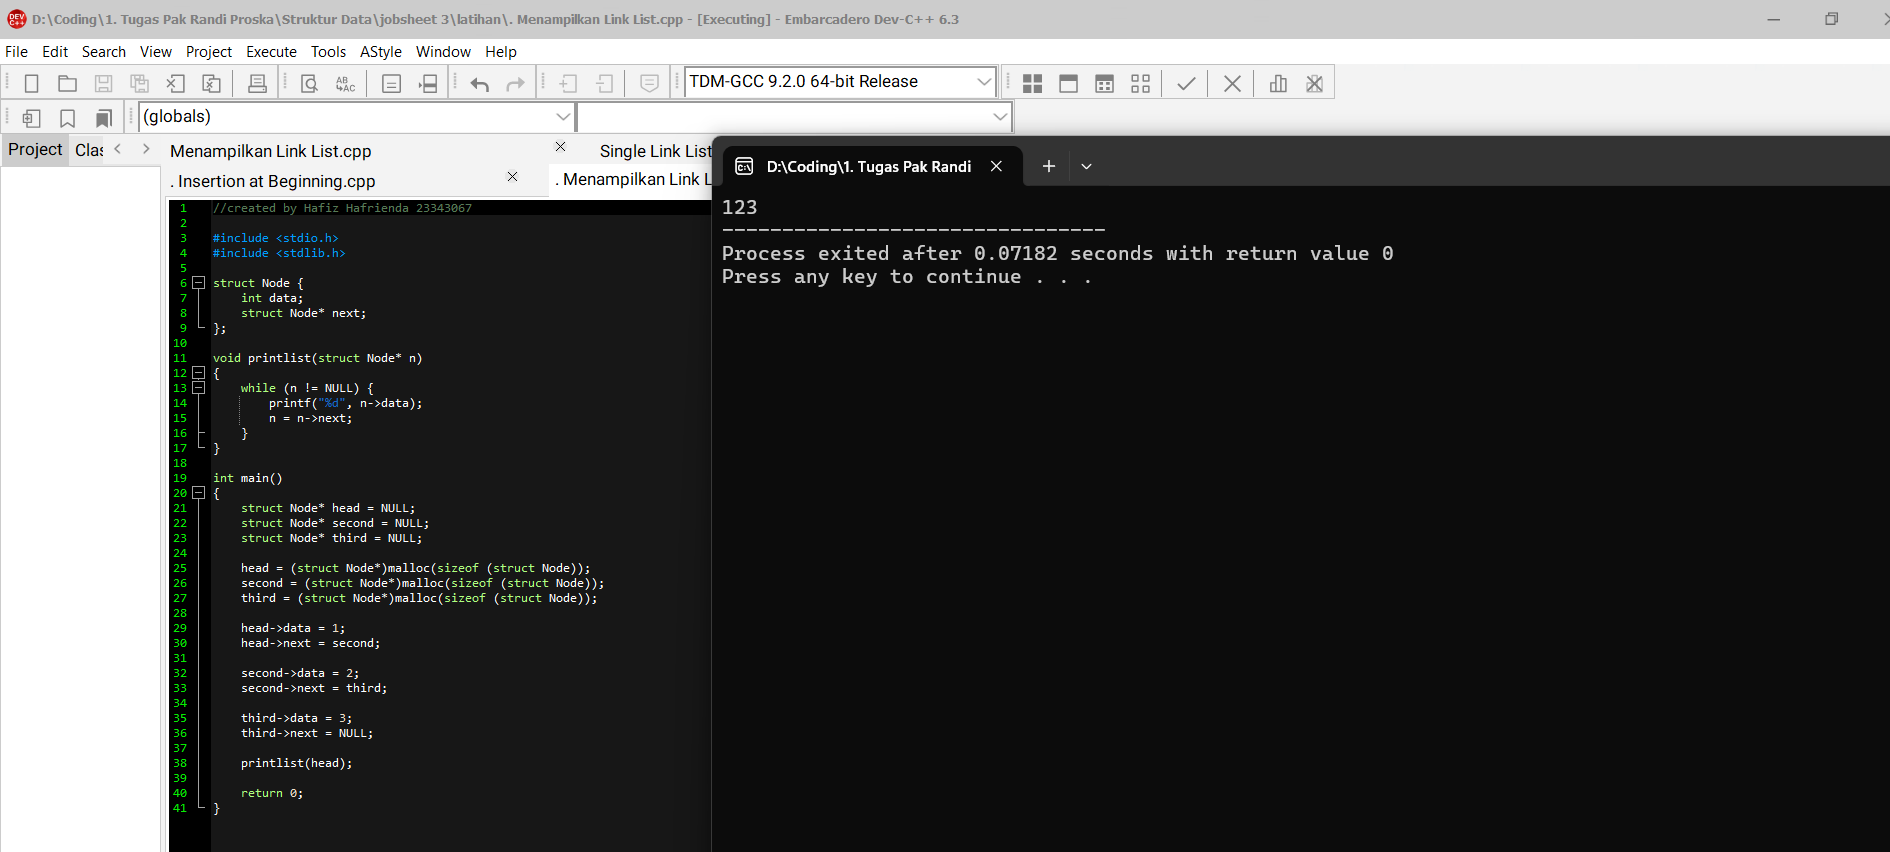 D:\Coding\1. Tugas Pak Randi Proska\Struktur Data\jobsheet 3\latihan\. Menampilkan Link List.cpp - [Executing] - Embarcadero Dev-C++ 6.3
File Edit Search View Project Execute Tools AStyle Window Help
TDM-GCC 9.2.0 64-bit Release
(globals)
Project Clas
Menampilkan Link List.cpp Single Link List
. Insertion at Beginning.cpp . Menampilkan Link L
1 //created by Hafiz Hafrienda 23343067
2
3 #include <stdio.h>
4 #include <stdlib.h>
5
6 struct Node {
7 int data;
8 struct Node* next;
9 };
10
11 void printlist(struct Node* n)
12 {
13 while (n != NULL) {
14 printf("%d", n->data);
15 n = n->next;
16 }
17 }
18
19 int main()
20 {
21 struct Node* head = NULL;
22 struct Node* second = NULL;
23 struct Node* third = NULL;
24
25 head = (struct Node*)malloc(sizeof (struct Node));
26 second = (struct Node*)malloc(sizeof (struct Node));
27 third = (struct Node*)malloc(sizeof (struct Node));
28
29 head->data = 1;
30 head->next = second;
31
32 second->data = 2;
33 second->next = third;
34
35 third->data = 3;
36 third->next = NULL;
37
38 printlist(head);
39
40 return 0;
41 }
D:\Coding\1. Tugas Pak Randi
123
--------------------------------
Process exited after 0.07182 seconds with return value 0
Press any key to continue . . .